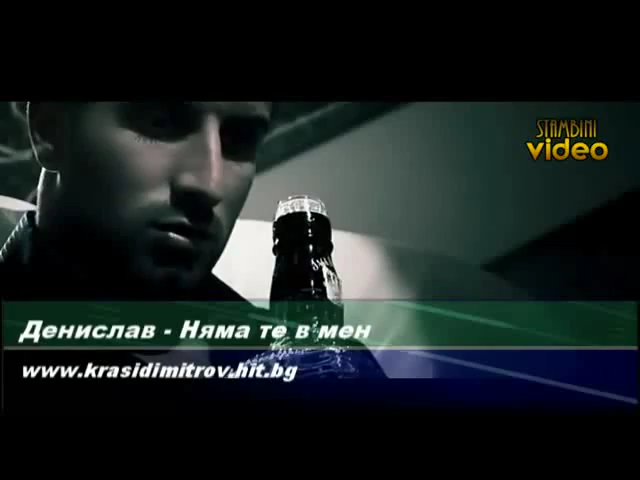 STAMBINI
video
Денислав - Няма те в мен
www.krasidimitrov.hit.bg